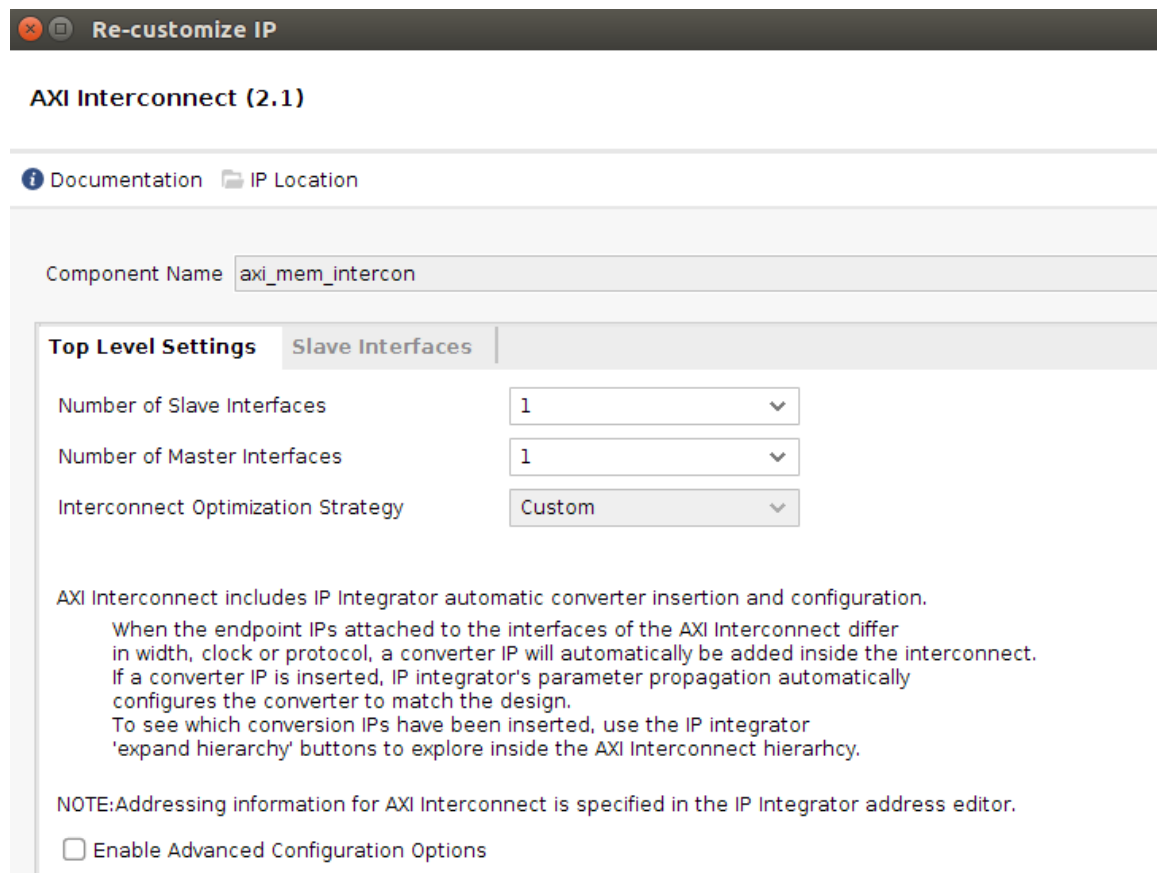 Re-customize IP
AXI Interconnect (2.1)
Documentation IP Location
Component Name axi_mem_intercon
Top Level Settings Slave Interfaces
Number of Slave Interfaces 1
Number of Master Interfaces 1
Interconnect Optimization Strategy Custom
AXI Interconnect includes IP Integrator automatic converter insertion and configuration.
When the endpoint IPs attached to the interfaces of the AXI Interconnect differ
in width, clock or protocol, a converter IP will automatically be added inside the interconnect.
If a converter IP is inserted, IP integrator's parameter propagation automatically
configures the converter to match the design.
To see which conversion IPs have been inserted, use the IP integrator
'expand hierarchy' buttons to explore inside the AXI Interconnect hierarhcy.
NOTE:Addressing information for AXI Interconnect is specified in the IP Integrator address editor.
Enable Advanced Configuration Options